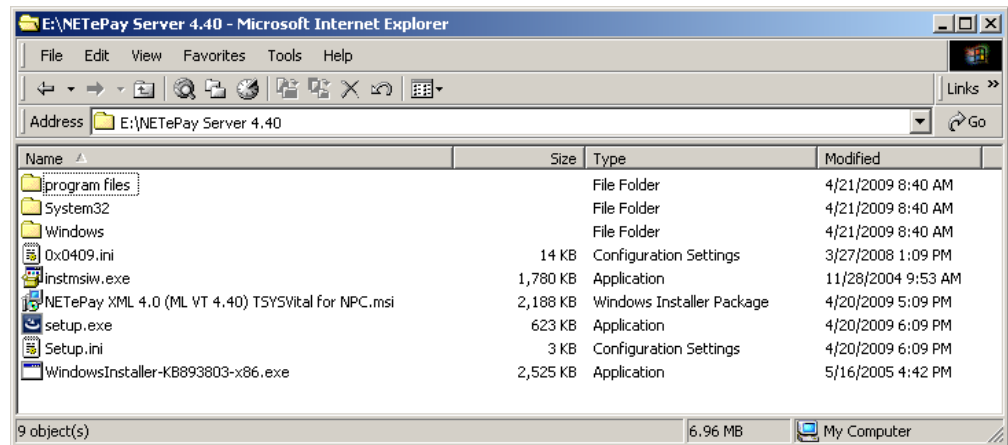 E:\NETePay Server 4.40 - Microsoft Internet Explorer
File Edit View Favorites Tools Help
Links »
Address E:\NETePay Server 4.40 Go
Name Size Type Modified
program files File Folder 4/21/2009 8:40 AM
System32 File Folder 4/21/2009 8:40 AM
Windows File Folder 4/21/2009 8:40 AM
0x0409.ini 14 KB Configuration Settings 3/27/2008 1:09 PM
instmsiw.exe 1,780 KB Application 11/28/2004 9:53 AM
NETePay XML 4.0 (ML VT 4.40) TSYSVital for NPC.msi 2,188 KB Windows Installer Package 4/20/2009 5:09 PM
setup.exe 623 KB Application 4/20/2009 6:09 PM
Setup.ini 3 KB Configuration Settings 4/20/2009 6:09 PM
WindowsInstaller-KB893803-x86.exe 2,525 KB Application 5/16/2005 4:42 PM
9 object(s) 6.96 MB My Computer